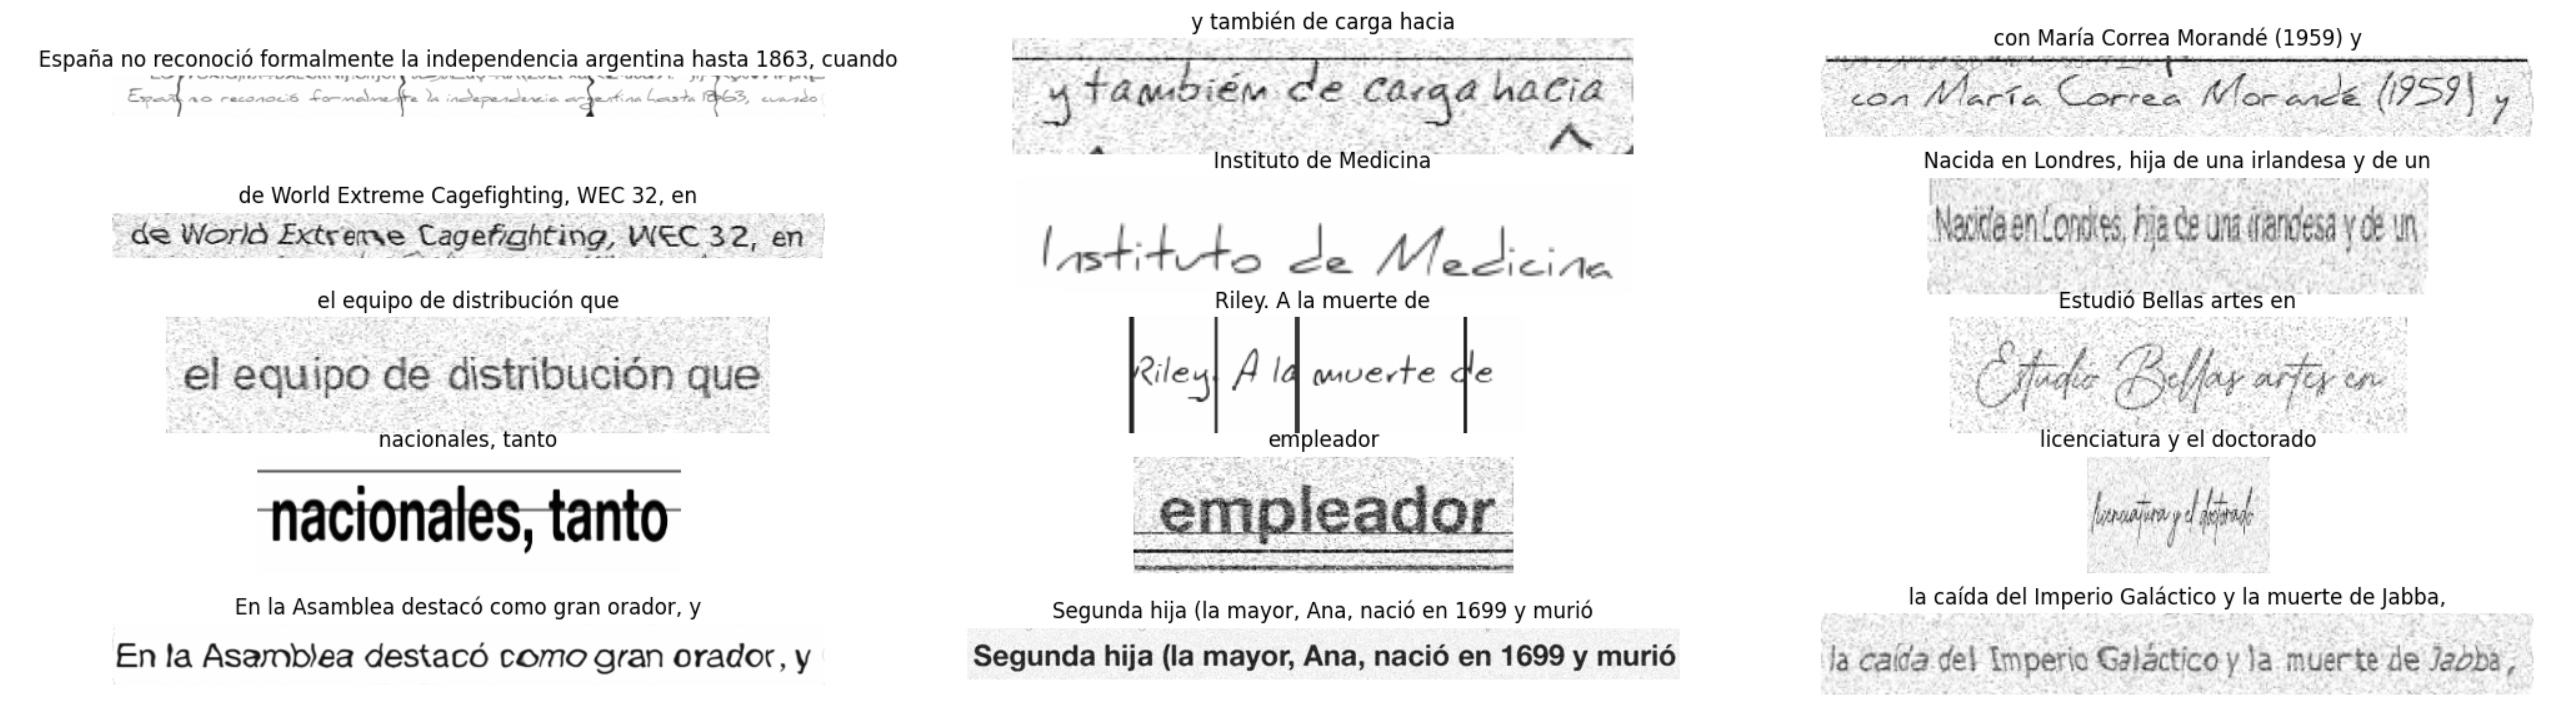 España no reconoció formalmente la independencia argentina hasta 1863, cuando
España no reconoció formalmente la independencia argentina hasta 1863, cuando
y también de carga hacia
y también de carga hacia
con María Correa Morandé (1959) y
con María Correa Morandé (1959) y
de World Extreme Cagefighting, WEC 32, en
de World Extreme Cagefighting, WEC 32, en
Instituto de Medicina
Instituto de Medicina
Nacida en Londres, hija de una irlandesa y de un
Nacida en Londres, hija de una irlandesa y de un
el equipo de distribución que
el equipo de distribución que
Riley. A la muerte de
Riley. A la muerte de
Estudió Bellas artes en
Estudió Bellas artes en
nacionales, tanto
nacionales, tanto
empleador
empleador
licenciatura y el doctorado
licenciatura y el doctorado
En la Asamblea destacó como gran orador, y
En la Asamblea destacó como gran orador, y
Segunda hija (la mayor, Ana, nació en 1699 y murió
Segunda hija (la mayor, Ana, nació en 1699 y murió
la caída del Imperio Galáctico y la muerte de Jabba,
la caída del Imperio Galáctico y la muerte de Jabba,